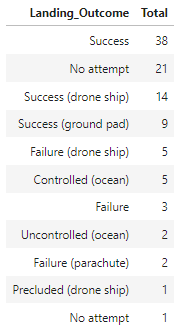 Landing_Outcome Total
Success 38
No attempt 21
Success (drone ship) 14
Success (ground pad) 9
Failure (drone ship) 5
Controlled (ocean) 5
Failure 3
Uncontrolled (ocean) 2
Failure (parachute) 2
Precluded (drone ship) 1
No attempt 1